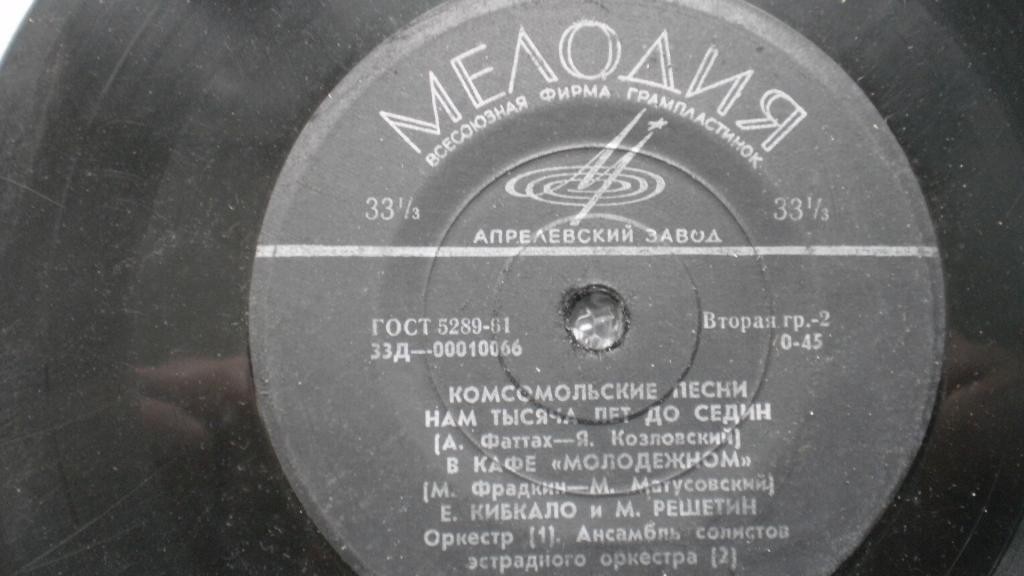 МЕЛОДИЯ
ВСЕСОЮЗНАЯ ФИРМА ГРАМПЛАСТИНОК
33⅓ 33⅓
АПРЕЛЕВСКИЙ ЗАВОД
ГОСТ 5289-61 Вторая гр.-2
33Д—00010066 0-45
КОМСОМОЛЬСКИЕ ПЕСНИ
НАМ ТЫСЯЧА ЛЕТ ДО СЕДИН
(А. Фаттах—Я. Козловский)
В КАФЕ «МОЛОДЕЖНОМ»
(М. Фрадкин—М. Матусовский)
Е. КИБКАЛО и М. РЕШЕТИН
Оркестр (1). Ансамбль солистов
эстрадного оркестра (2)